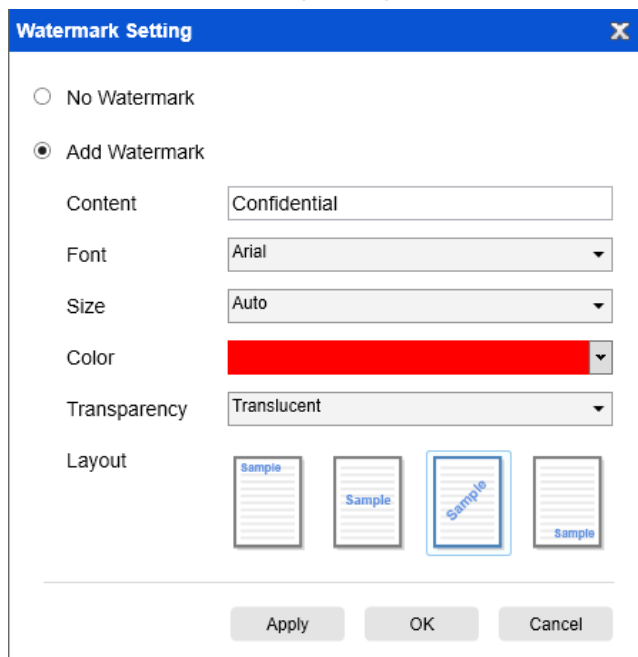 Watermark Setting
No Watermark
Add Watermark
Content Confidential
Font Arial
Size Auto
Color
Transparency Translucent
Layout
Sample Sample Sample Sample
Apply OK Cancel